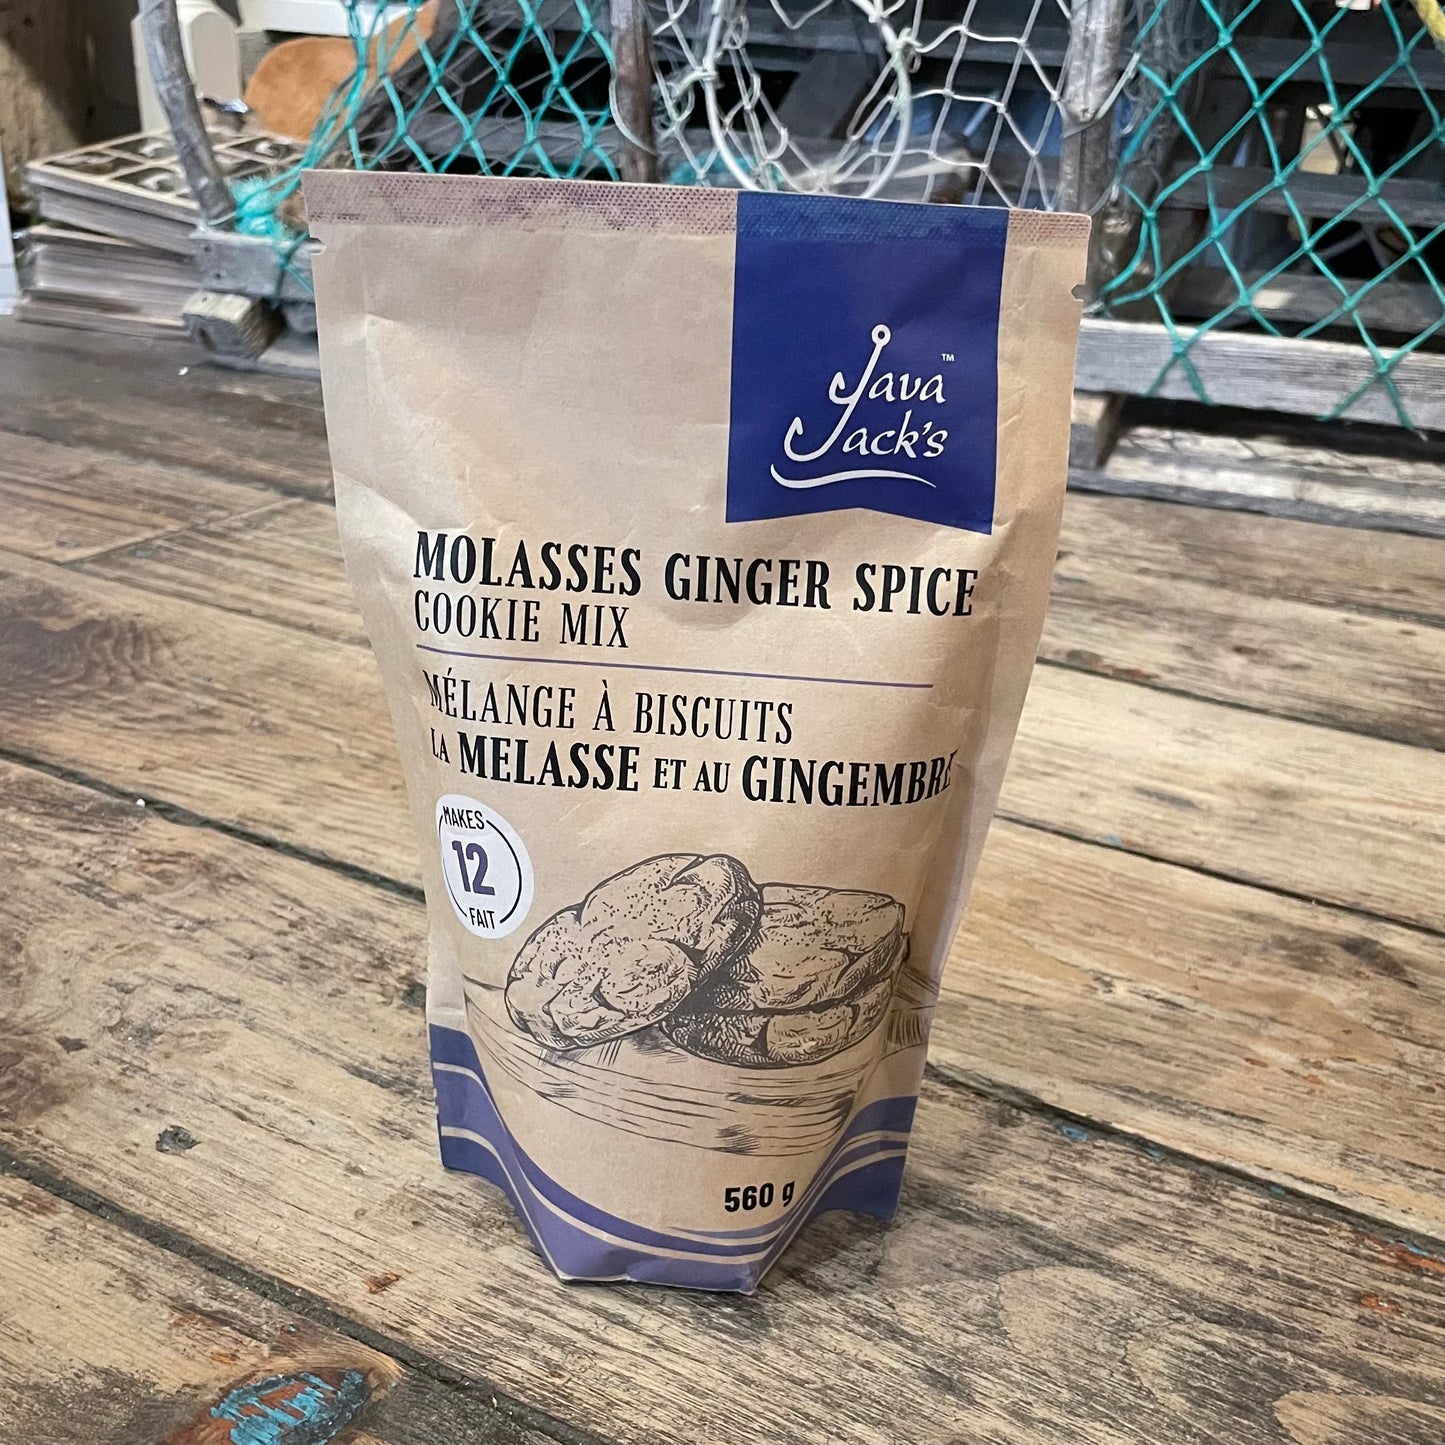 Java
Jack's
™
MOLASSES GINGER SPICE
COOKIE MIX
MÉLANGE À BISCUITS
LA MELASSE ET AU GINGEMBRE
MAKES
12
FAIT
560 g